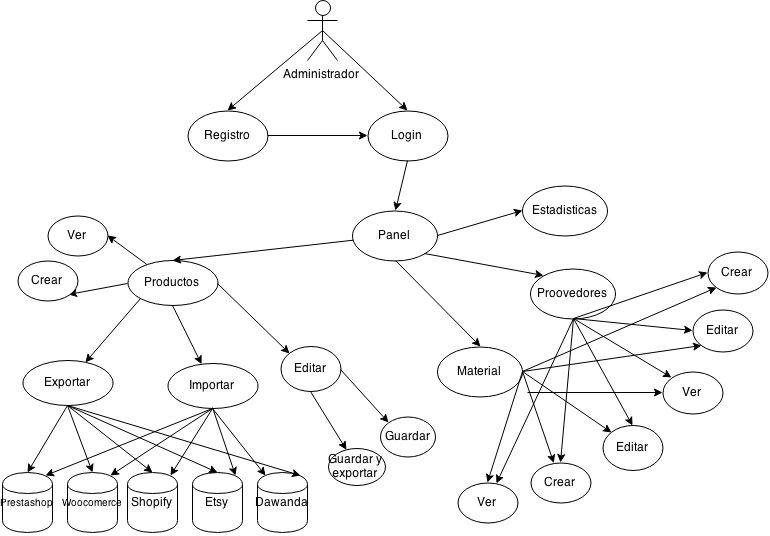 Administrador
Registro
Login
Panel
Estadisticas
Ver
Crear
Productos
Proovedores
Crear
Editar
Exportar
Importar
Editar
Material
Ver
Guardar
Guardar y
exportar
Editar
Crear
Ver
Prestashop
Woocomerce
Shopify
Etsy
Dawanda